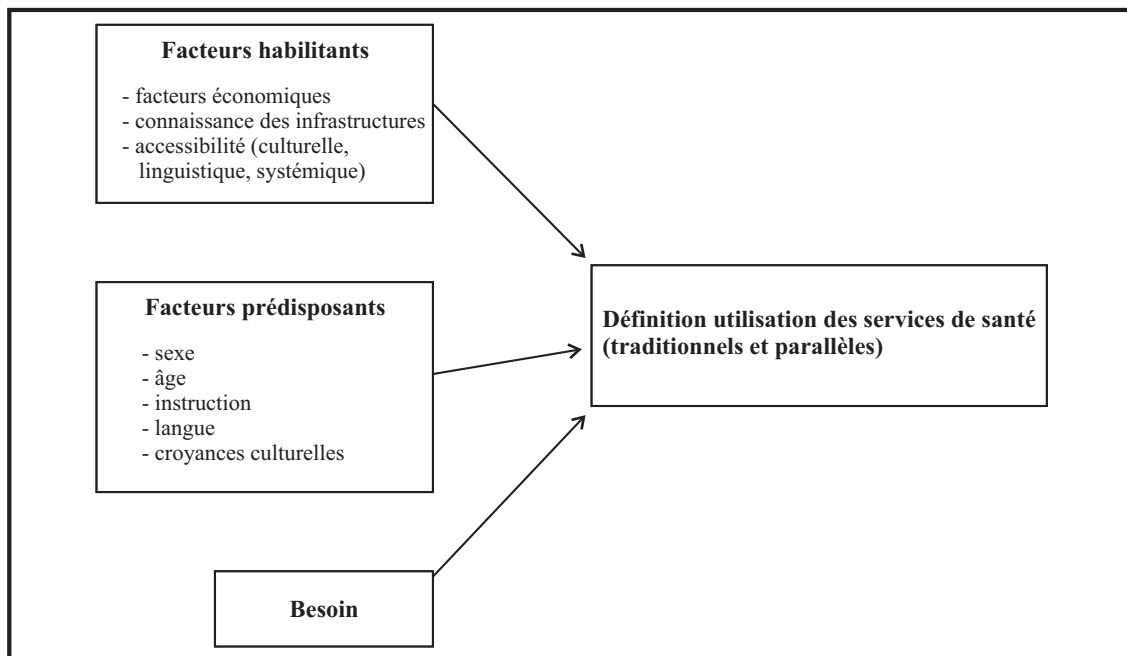 Facteurs habilitants
- facteurs économiques
- connaissance des infrastructures
- accessibilité (culturelle,
linguistique, systémique)
Facteurs prédisposants
- sexe
- âge
- instruction
- langue
- croyances culturelles
Besoin
Définition utilisation des services de santé
(traditionnels et parallèles)